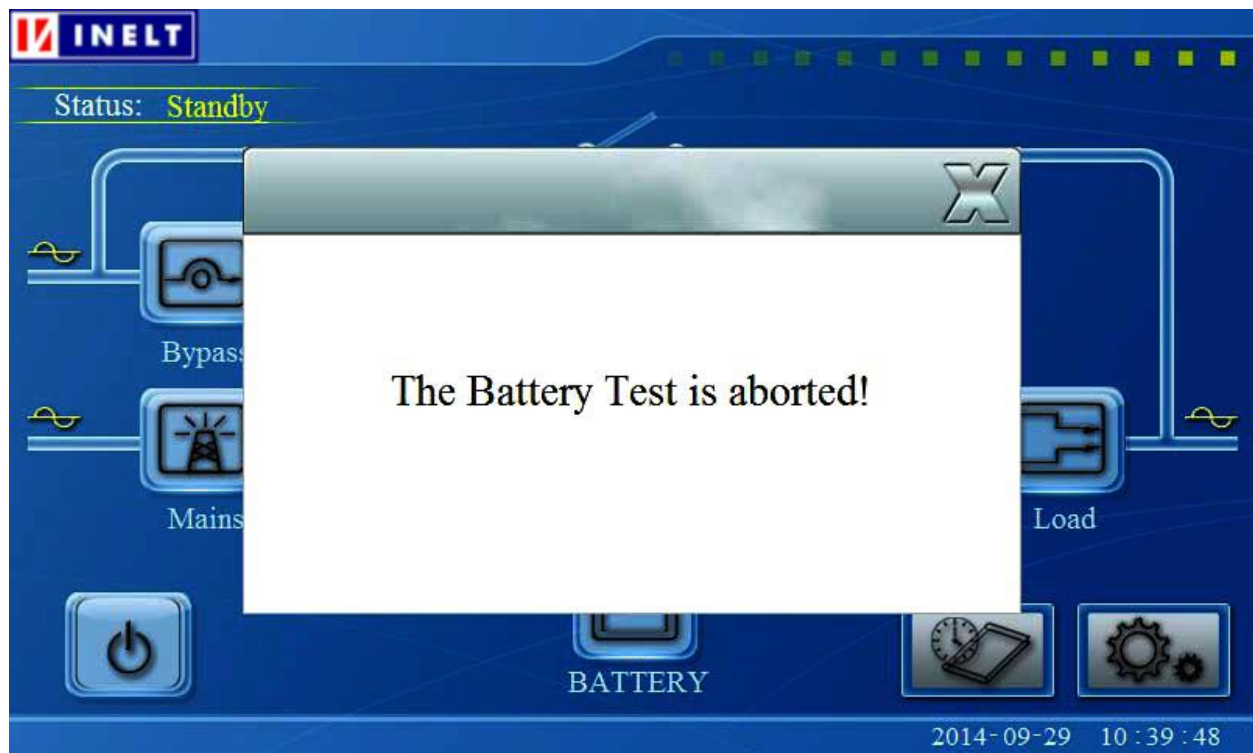 INELT
Status: Standby
Bypass
The Battery Test is aborted!
Mains
Load
BATTERY
2014-09-29 10:39:48